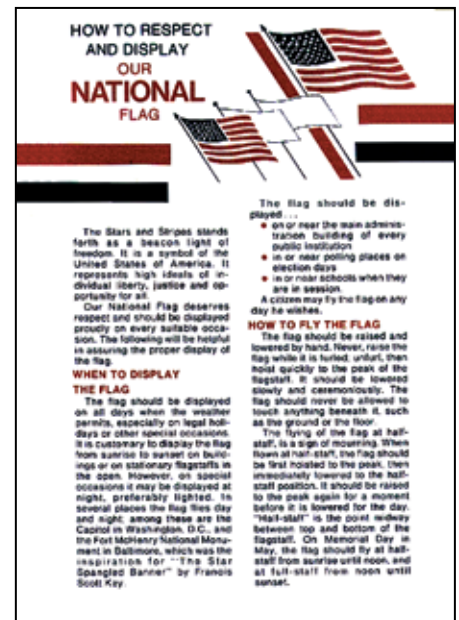 HOW TO RESPECT
AND DISPLAY
OUR
NATIONAL
FLAG
The Stars and Stripes stands
forth as a beacon light of
freedom. It is a symbol of the
United States of America. It
represents high ideals of in-
dividual liberty, justice and op-
portunity for all.
Our National Flag deserves
respect and should be displayed
proudly on every suitable occa-
sion. The following will be helpful
in assuring the proper display of
the flag.
WHEN TO DISPLAY
THE FLAG
The flag should be displayed
on all days when the weather
permits, especially on legal holi-
days or other special occasions.
It is customary to display the flag
from sunrise to sunset on build-
ings or on stationary flagstaffs in
the open. However, on special
occasions it may be displayed at
night, preferably lighted. In
several places the flag flies day
and night; among these are the
Capitol in Washington, D.C., and
the Fort McHenry National Monu-
ment in Baltimore, which was the
inspiration for "The Star
Spangled Banner" by Francis
Scott Key.
The flag should be dis-
played . . .
• on or near the main adminis-
tration building of every
public institution
• in or near polling places on
election days
• in or near schools when they
are in session.
A citizen may fly the flag on any
day he wishes.
HOW TO FLY THE FLAG
The flag should be raised and
lowered by hand. Never, raise the
flag while it is furled, unfurl, then
hoist quickly to the peak of the
flagstaff. It should be lowered
slowly and ceremoniously. The
flag should never be allowed to
touch anything beneath it, such
as the ground or the floor.
The flying of the flag at half-
staff, is a sign of mourning. When
flown at half-staff, the flag should
be first hoisted to the peak, then
immediately lowered to the half-
staff position. It should be raised
to the peak again for a moment
before it is lowered for the day.
"Half-staff" is the point midway
between top and bottom of the
flagstaff. On Memorial Day in
May, the flag should fly at half-
staff from sunrise until noon, and
at full-staff from noon until
sunset.